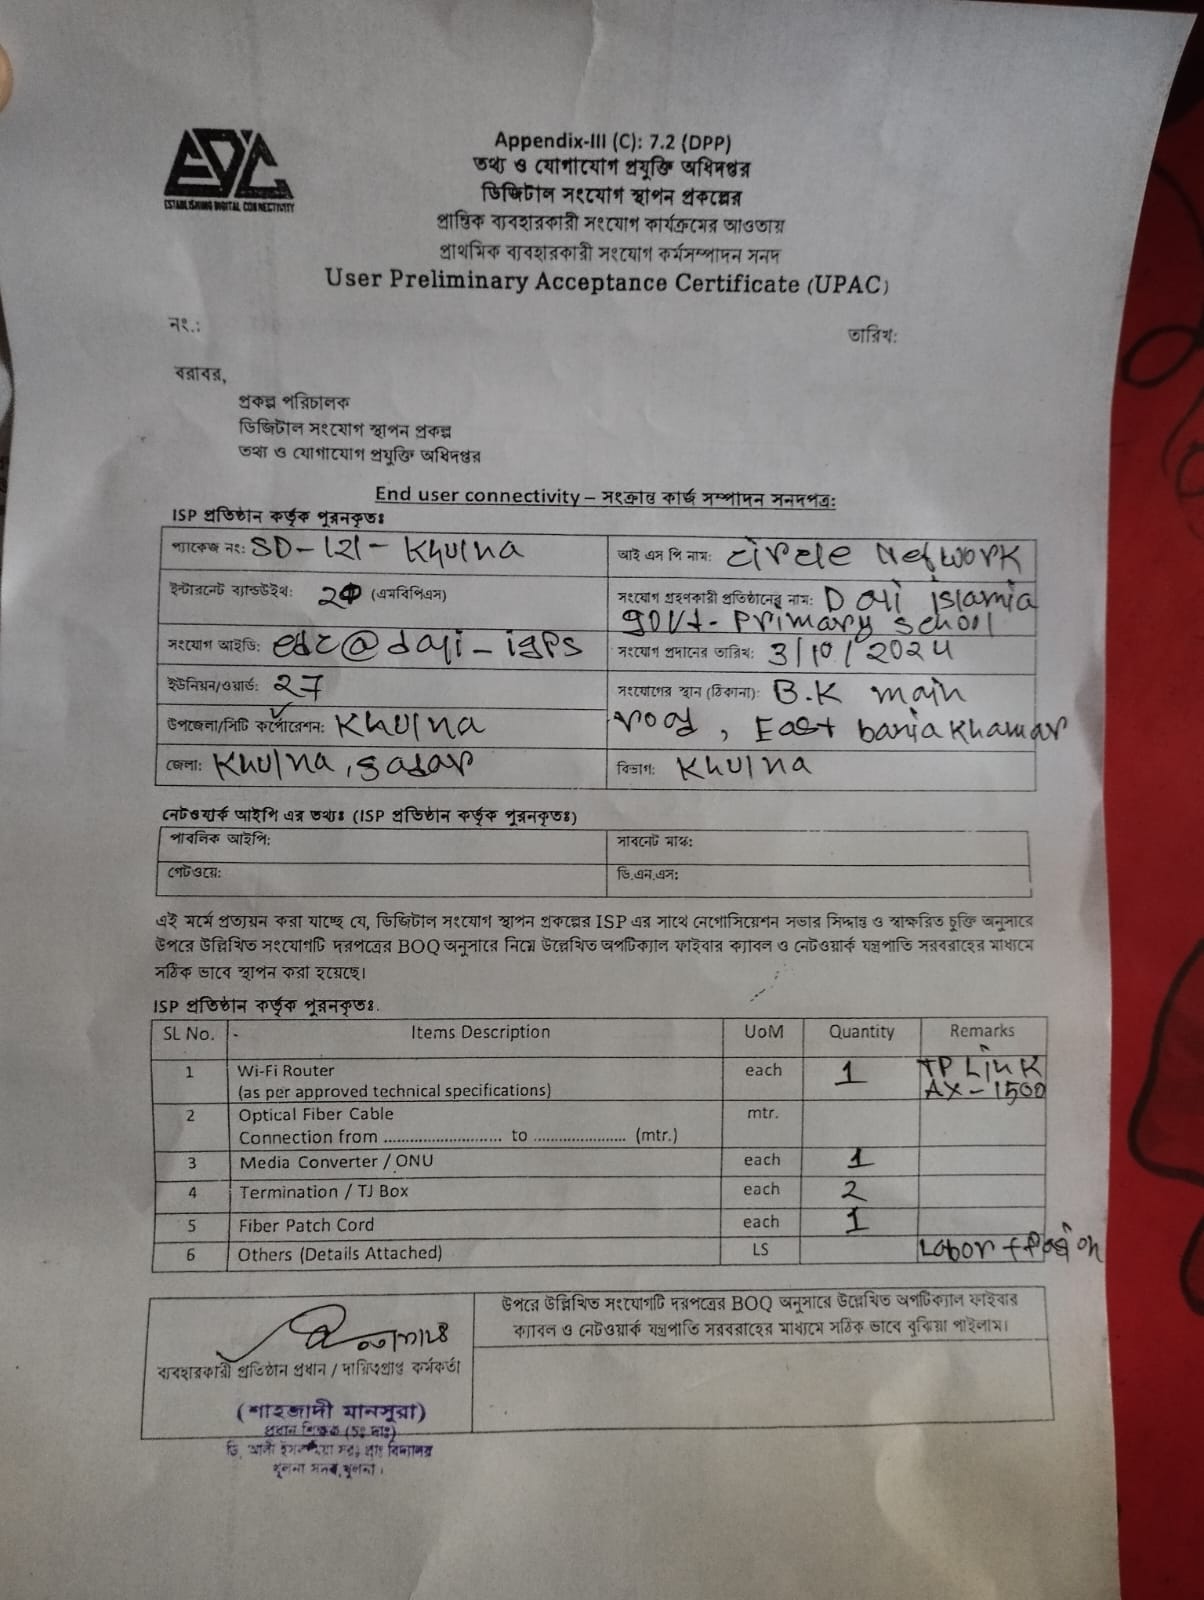 EDC
ESTABLISHING DIGITAL CONNECTIVITY
Appendix-III (C): 7.2 (DPP)
তথ্য ও যোগাযোগ প্রযুক্তি অধিদপ্তর
ডিজিটাল সংযোগ স্থাপন প্রকল্পের
প্রান্তিক ব্যবহারকারী সংযোগ কার্যক্রমের আওতায়
প্রাথমিক ব্যবহারকারী সংযোগ কর্মসম্পাদন সনদ
User Preliminary Acceptance Certificate (UPAC)
নং.:
তারিখ:
বরাবর,
প্রকল্প পরিচালক
ডিজিটাল সংযোগ স্থাপন প্রকল্প
তথ্য ও যোগাযোগ প্রযুক্তি অধিদপ্তর
End user connectivity – সংক্রান্ত কার্জ সম্পাদন সনদপত্র:
ISP প্রতিষ্ঠান কর্তৃক পূরনকৃতঃ
প্যাকেজ নং: SD-121-Khulna আই এস পি নাম: Circle Network
ইন্টারনেট ব্যান্ডউইথ: 20 (এমবিপিএস) সংযোগ গ্রহণকারী প্রতিষ্ঠানের নাম: D ali islamia
govt- Primary school
সংযোগ আইডি: edc@dali-igps সংযোগ প্রদানের তারিখ: 3/10/2024
ইউনিয়ন/ওয়ার্ড: 27 সংযোগের স্থান (ঠিকানা): B.K main
উপজেলা/সিটি কর্পোরেশন: Khulna road, East bania Khamar
জেলা: Khulna, sadar বিভাগ: Khulna
নেটওয়ার্ক আইপি এর তথ্যঃ (ISP প্রতিষ্ঠান কর্তৃক পূরনকৃতঃ)
পাবলিক আইপি: সাবনেট মাস্ক:
গেটওয়ে: ডি.এন.এস:
এই মর্মে প্রত্যয়ন করা যাচ্ছে যে, ডিজিটাল সংযোগ স্থাপন প্রকল্পের ISP এর সাথে নেগোসিয়েশন সভার সিদ্দান্ত ও স্বাক্ষরিত চুক্তি অনুসারে
উপরে উল্লিখিত সংযোগটি দরপত্রের BOQ অনুসারে নিম্নে উল্লেখিত অপটিক্যাল ফাইবার ক্যাবল ও নেটওয়ার্ক যন্ত্রপাতি সরবরাহের মাধ্যমে
সঠিক ভাবে স্থাপন করা হয়েছে।
ISP প্রতিষ্ঠান কর্তৃক পূরনকৃতঃ.
SL No. Items Description UoM Quantity Remarks
1 Wi-Fi Router each 1 TP Link
(as per approved technical specifications) AX-1500
2 Optical Fiber Cable mtr.
Connection from ............................ to ...................... (mtr.)
3 Media Converter / ONU each 1
4 Termination / TJ Box each 2
5 Fiber Patch Cord each 1
6 Others (Details Attached) LS Labor +
উপরে উল্লিখিত সংযোগটি দরপত্রের BOQ অনুসারে উল্লেখিত অপটিক্যাল ফাইবার
ক্যাবল ও নেটওয়ার্ক যন্ত্রপাতি সরবরাহের মাধ্যমে সঠিক ভাবে বুঝিয়া পাইলাম।
ব্যবহারকারী প্রতিষ্ঠান প্রধান / দায়িত্বপ্রাপ্ত কর্মকর্তা
(শাহজাদী মানসুরা)
প্রধান শিক্ষক (চঃ দাঃ)
ডি, আলী ইসলামিয়া সরঃ প্রাঃ বিদ্যালয়
খুলনা সদর, খুলনা।